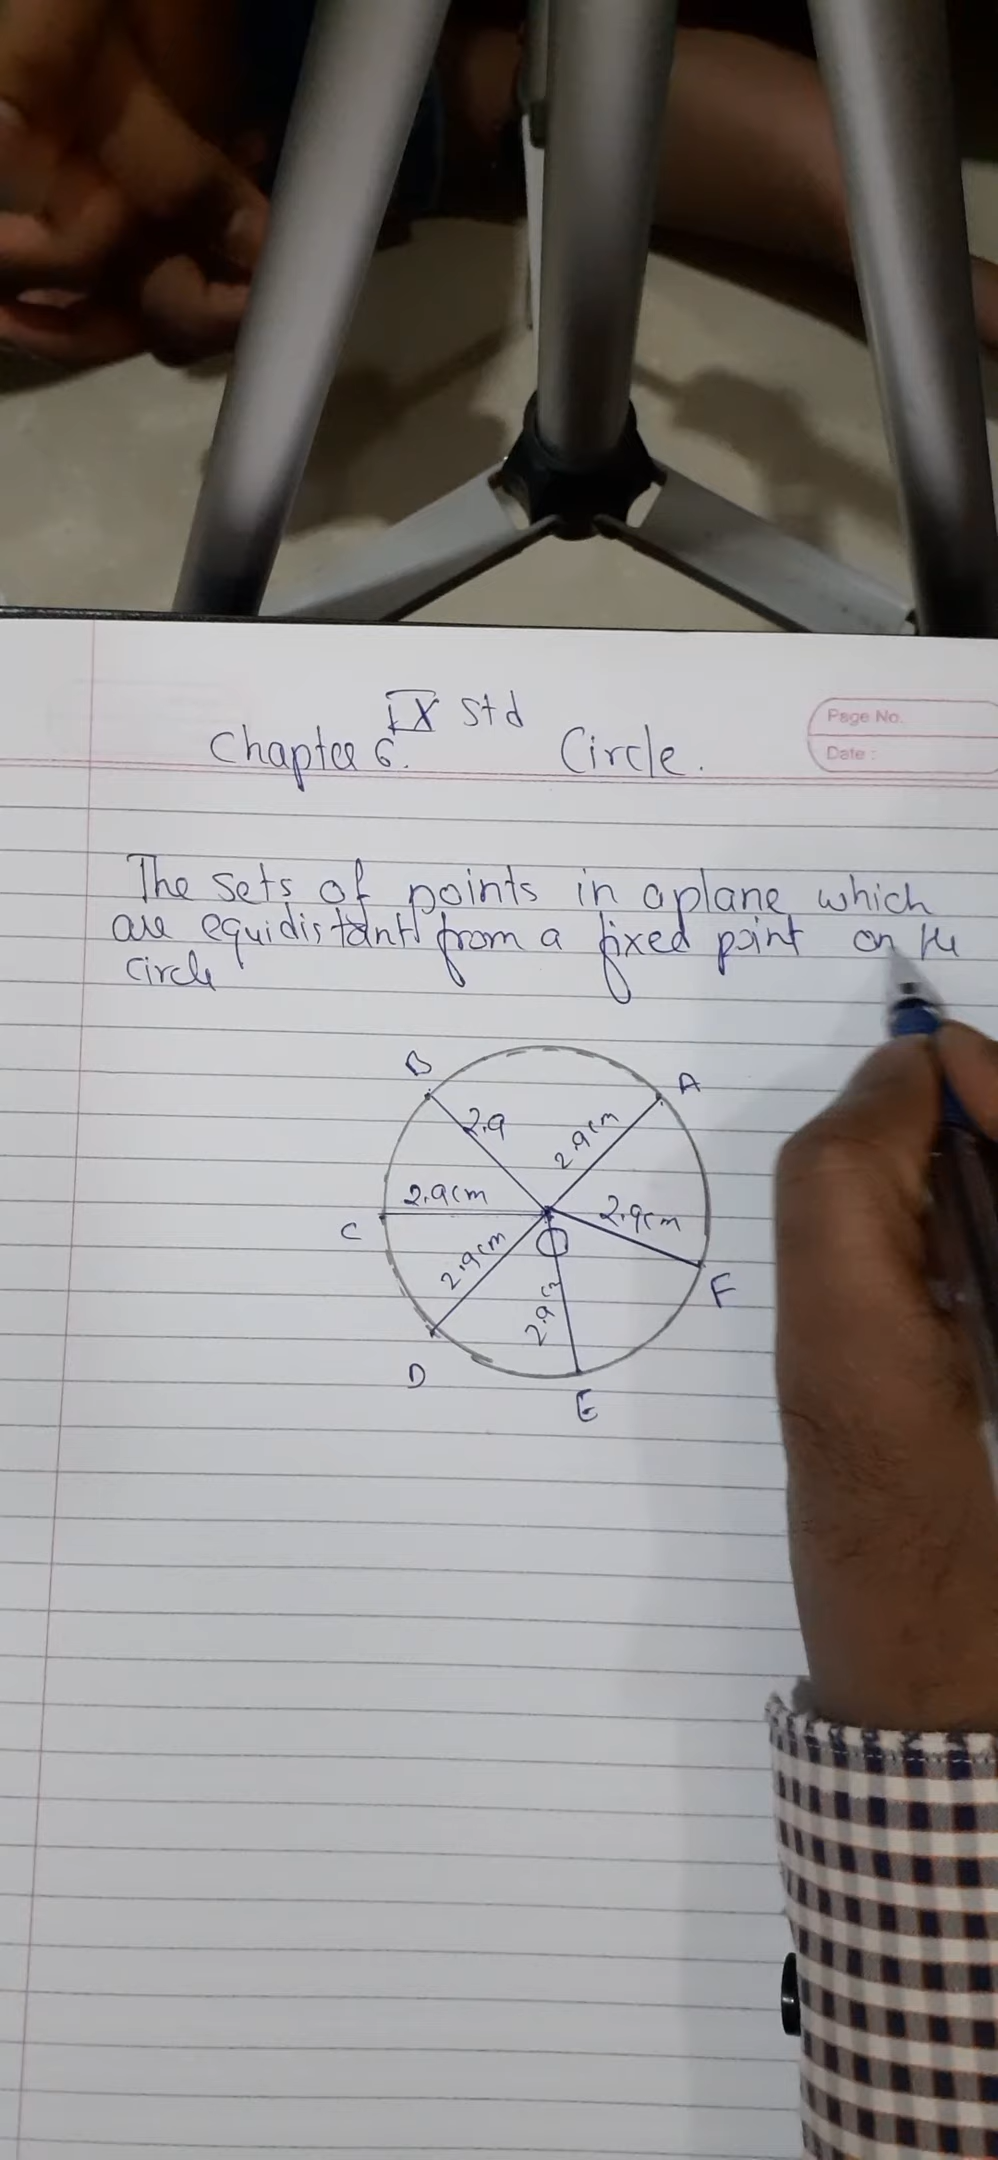 IX Std
Chapter 6. Circle.
Page No.
Date :
The sets of points in a plane which
are equidistant from a fixed point on the
circle
B
A
2.9
2.9cm
2.9cm
2.9cm
C
O
2.9cm
F
2.9cm
D
E